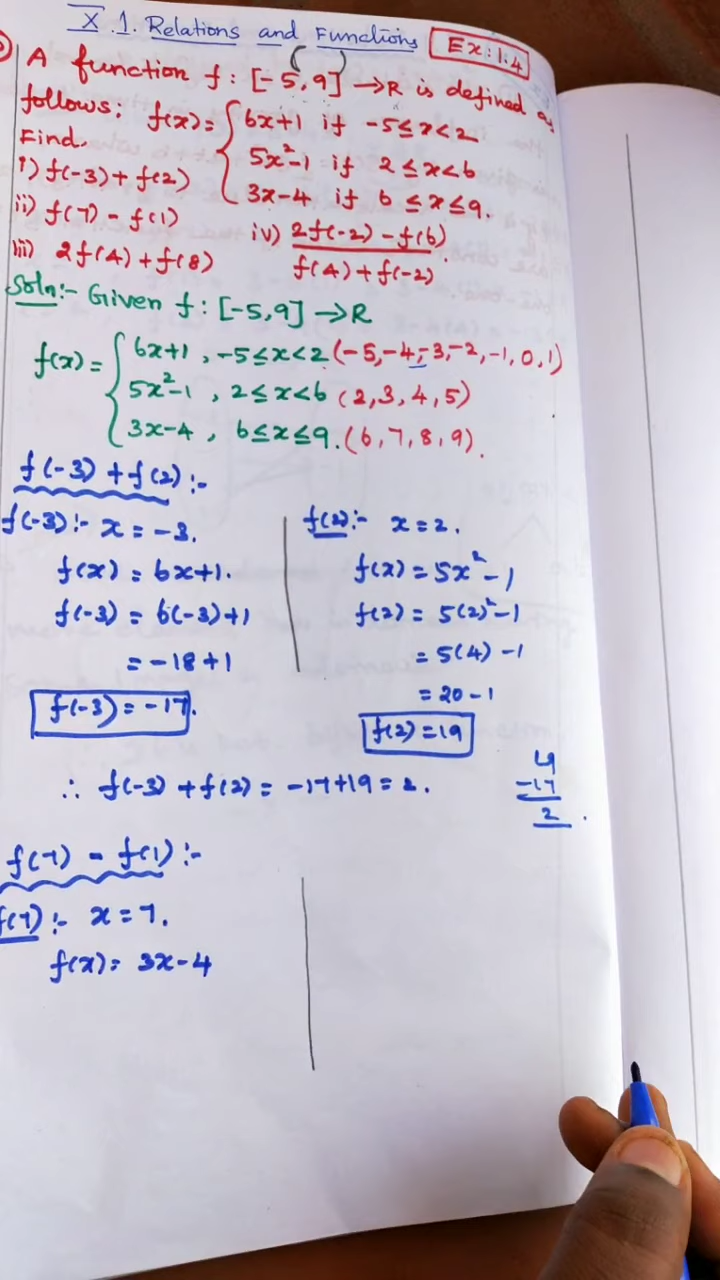 X. 1. Relations and Functions Ex: 1.4
A function f : [-5, 9] → R is defined as
follows: f(x) = { 6x+1 if -5 ≤ x < 2
5x²-1 if 2 ≤ x < 6
3x-4 if 6 ≤ x ≤ 9.
Find.
i) f(-3) + f(2)
ii) f(7) - f(1)
iii) 2f(4) + f(8)
iv) 2f(-2) - f(6) / f(4) + f(-2) .
Soln:- Given f : [-5, 9] → R
f(x) = { 6x+1 , -5 ≤ x < 2 (-5, -4, -3, -2, -1, 0, 1)
5x²-1 , 2 ≤ x < 6 (2, 3, 4, 5)
3x-4 , 6 ≤ x ≤ 9. (6, 7, 8, 9).
f(-3) + f(2) :-
f(-3) :- x = -3.
f(x) = 6x+1.
f(-3) = 6(-3)+1
= -18+1
f(-3) = -17.
f(2) :- x = 2.
f(x) = 5x² - 1
f(2) = 5(2)² - 1
= 5(4) - 1
= 20 - 1
f(2) = 19
∴ f(-3) + f(2) = -17+19 = 2.
-17
2 .
f(7) - f(1) :-
f(7) :- x = 7.
f(x) = 3x - 4